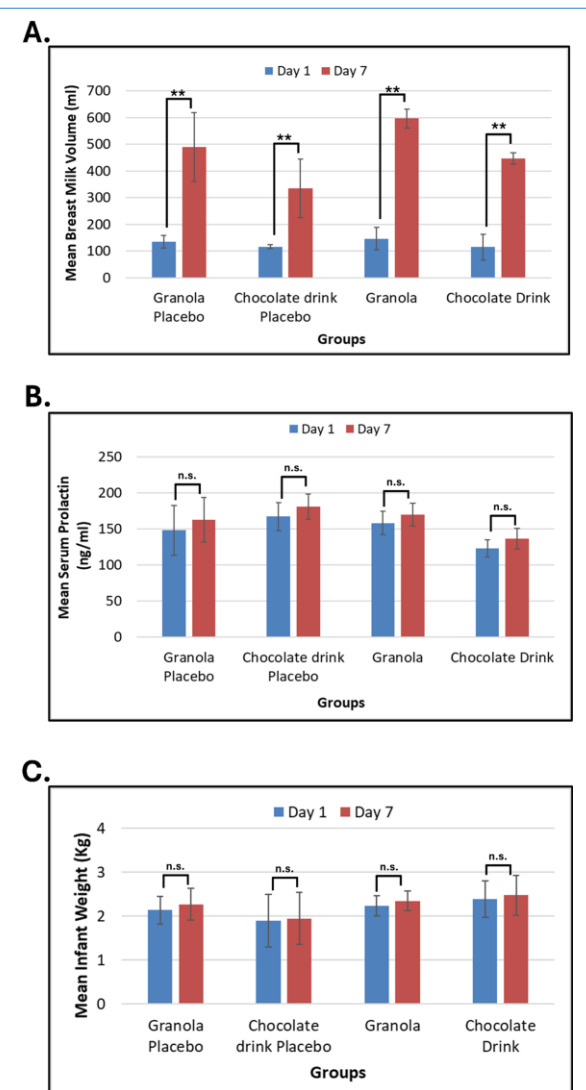 A.
Day 1 Day 7
Mean Breast Milk Volume (ml)
700
600
500
400
300
200
100
0
** ** ** **
Granola Placebo
Chocolate drink Placebo
Granola
Chocolate Drink
Groups
B.
Day 1 Day 7
Mean Serum Prolactin
(ng/ml)
250
200
150
100
50
0
n.s. n.s. n.s. n.s.
Granola Placebo
Chocolate drink Placebo
Granola
Chocolate Drink
Groups
C.
Day 1 Day 7
Mean Infant Weight (Kg)
4
3
2
1
0
n.s. n.s. n.s. n.s.
Granola Placebo
Chocolate drink Placebo
Granola
Chocolate Drink
Groups